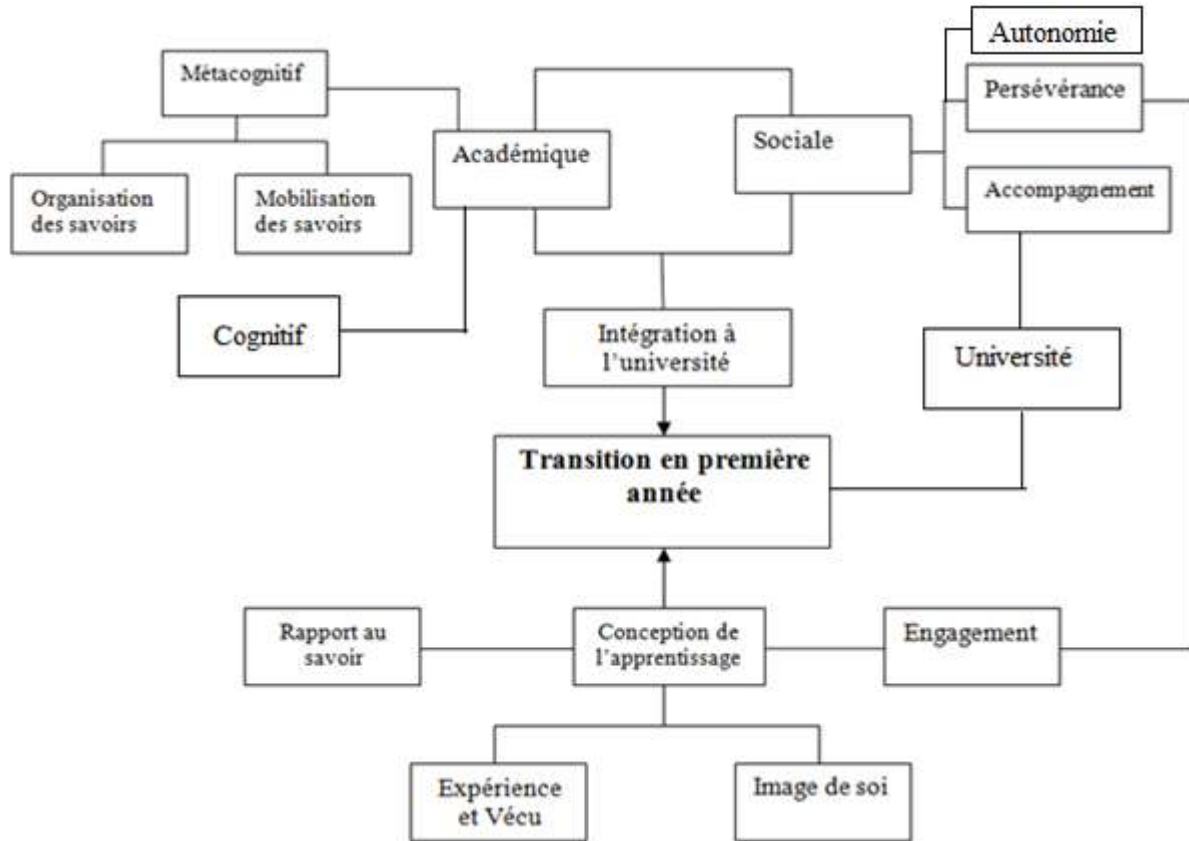 Autonomie
Métacognitif
Persévérance
Académique
Sociale
Organisation
des savoirs
Mobilisation
des savoirs
Accompagnement
Cognitif
Intégration à
l’université
Université
Transition en première
année
Rapport au
savoir
Conception de
l’apprentissage
Engagement
Expérience
et Vécu
Image de soi